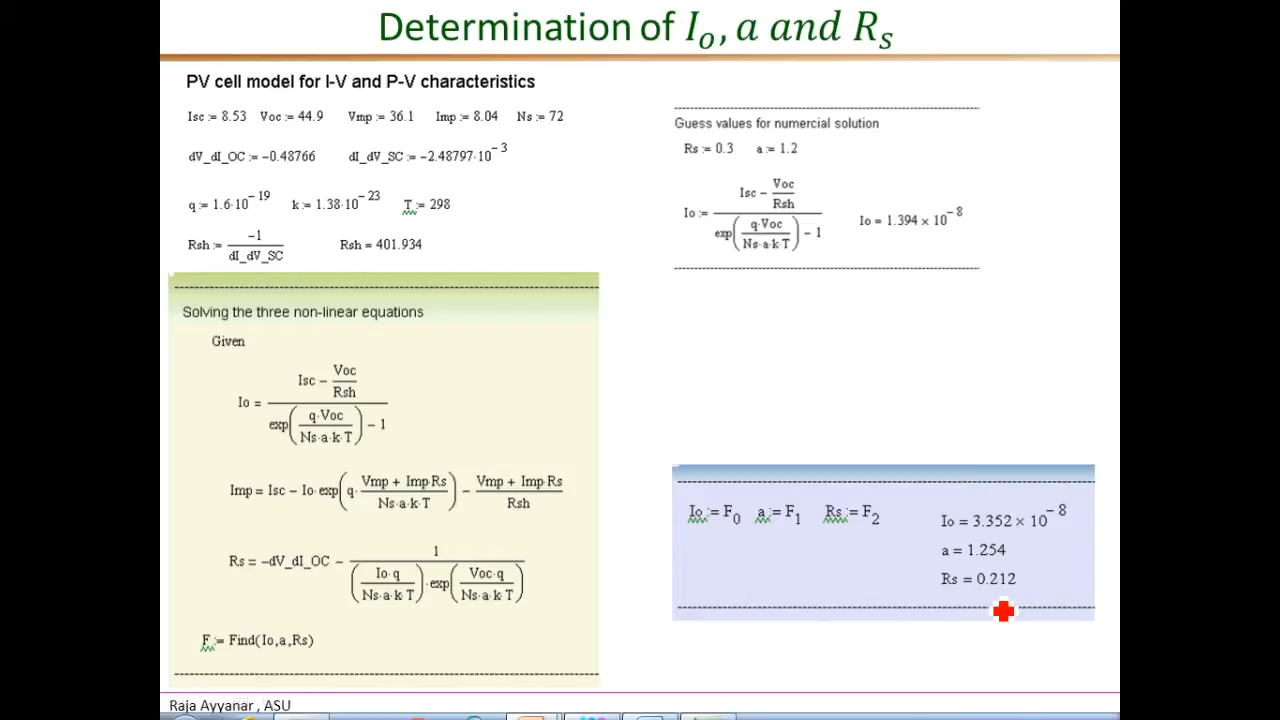 Determination of Iₒ, a and Rₛ
PV cell model for I-V and P-V characteristics
Isc := 8.53 Voc := 44.9 Vmp := 36.1 Imp := 8.04 Ns := 72
dV_dI_OC := −0.48766 dI_dV_SC := −2.48797·10⁻³
q := 1.6·10⁻¹⁹ k := 1.38·10⁻²³ T := 298
Rsh := −1 / dI_dV_SC Rsh = 401.934
Solving the three non-linear equations
Given
Io = (Isc − Voc/Rsh) / (exp(q·Voc / Ns·a·k·T) − 1)
Imp = Isc − Io·exp(q· Vmp + Imp·Rs / Ns·a·k·T) − Vmp + Imp·Rs / Rsh
Rs = −dV_dI_OC − 1 / ((Io·q / Ns·a·k·T)·exp(Voc·q / Ns·a·k·T))
F := Find(Io,a,Rs)
Guess values for numercial solution
Rs := 0.3 a := 1.2
Io := (Isc − Voc/Rsh) / (exp(q·Voc / Ns·a·k·T) − 1) Io = 1.394 × 10⁻⁸
Io := F₀ a := F₁ Rs := F₂
Io = 3.352 × 10⁻⁸
a = 1.254
Rs = 0.212
Raja Ayyanar , ASU